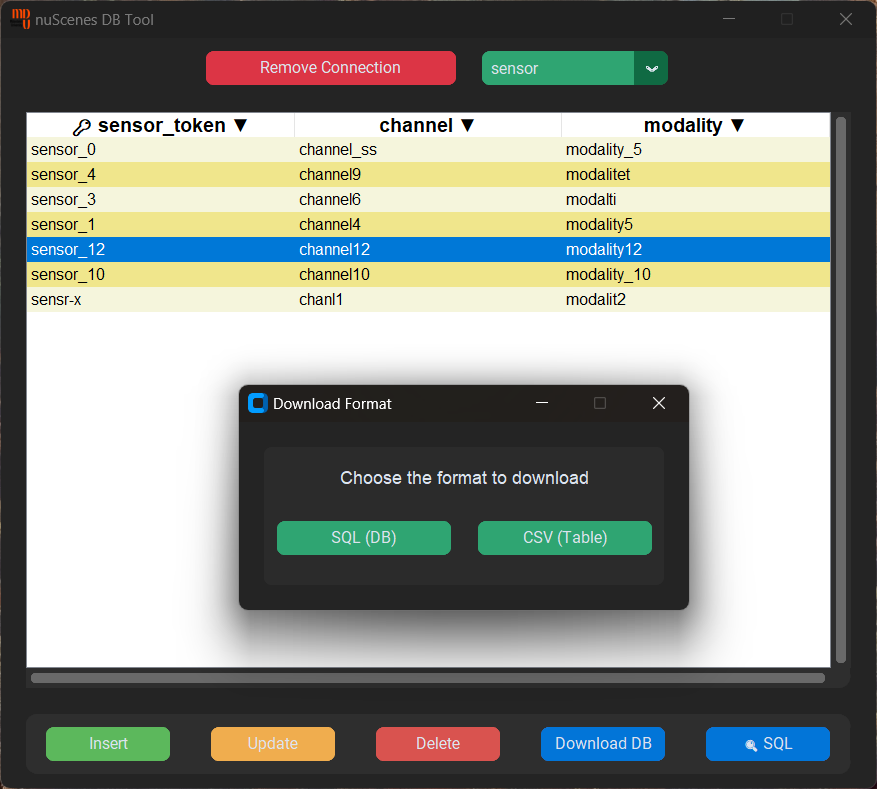 nuScenes DB Tool
Remove Connection
sensor
sensor_token ▼ channel ▼ modality ▼
sensor_0 channel_ss modality_5
sensor_4 channel9 modalitet
sensor_3 channel6 modalti
sensor_1 channel4 modality5
sensor_12 channel12 modality12
sensor_10 channel10 modality_10
sensr-x chanl1 modalit2
Download Format
Choose the format to download
SQL (DB) CSV (Table)
Insert Update Delete Download DB SQL